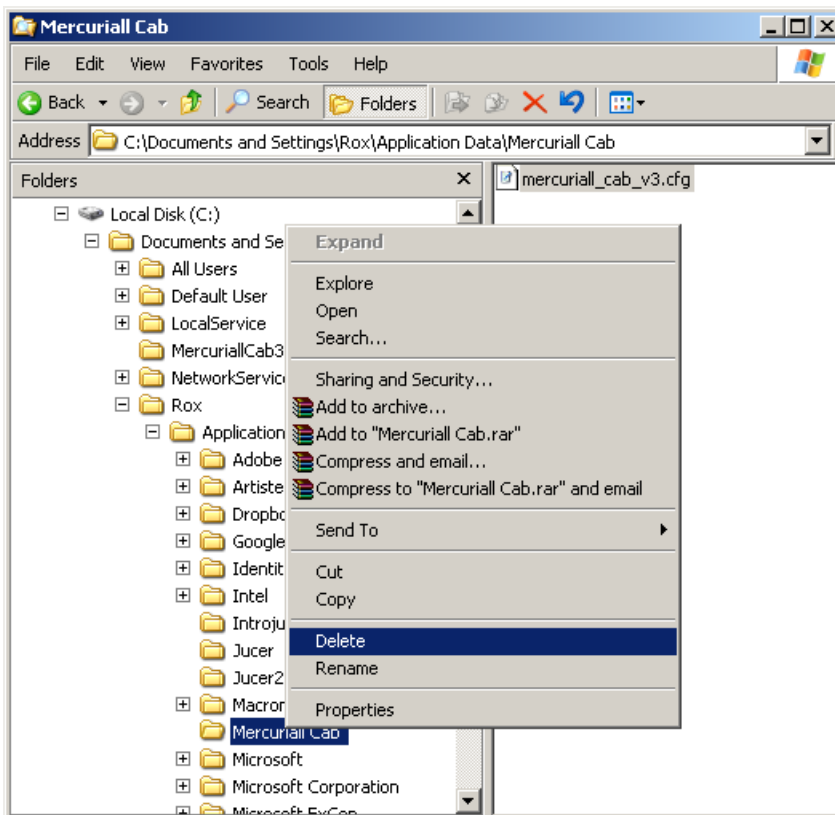 Mercuriall Cab
File Edit View Favorites Tools Help
Back Search Folders
Address C:\Documents and Settings\Rox\Application Data\Mercuriall Cab
Folders
mercuriall_cab_v3.cfg
Local Disk (C:)
Documents and Se
All Users
Default User
LocalService
MercuriallCab3
NetworkServic
Rox
Application
Adobe
Artiste
Dropbo
Google
Identit
Intel
Introju
Jucer
Jucer2
Macror
Mercuriall Cab
Microsoft
Microsoft Corporation
Expand
Explore
Open
Search...
Sharing and Security...
Add to archive...
Add to "Mercuriall Cab.rar"
Compress and email...
Compress to "Mercuriall Cab.rar" and email
Send To
Cut
Copy
Delete
Rename
Properties